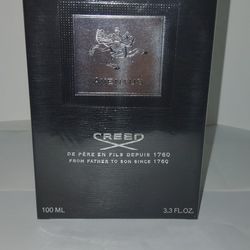 AVENTUS
CREED
DE PÈRE EN FILS DEPUIS 1760
FROM FATHER TO SON SINCE 1760
100 ML 3.3 FL.OZ.